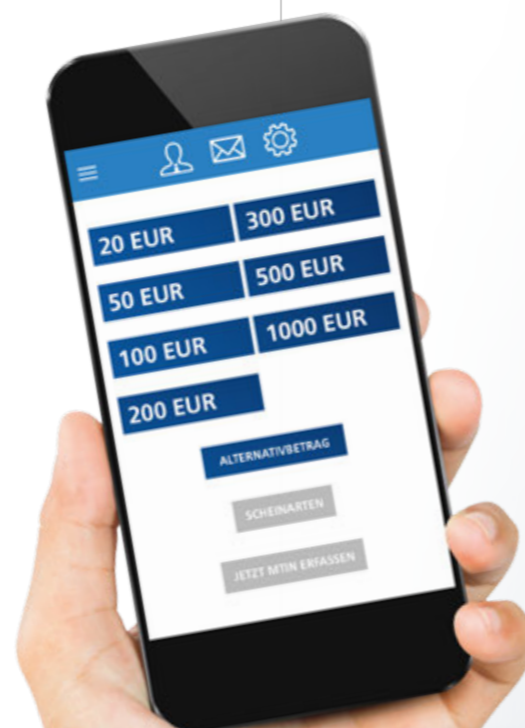 20 EUR
300 EUR
50 EUR
500 EUR
100 EUR
1000 EUR
200 EUR
ALTERNATIVBETRAG
SCHEINARTEN
JETZT MTIN ERFASSEN